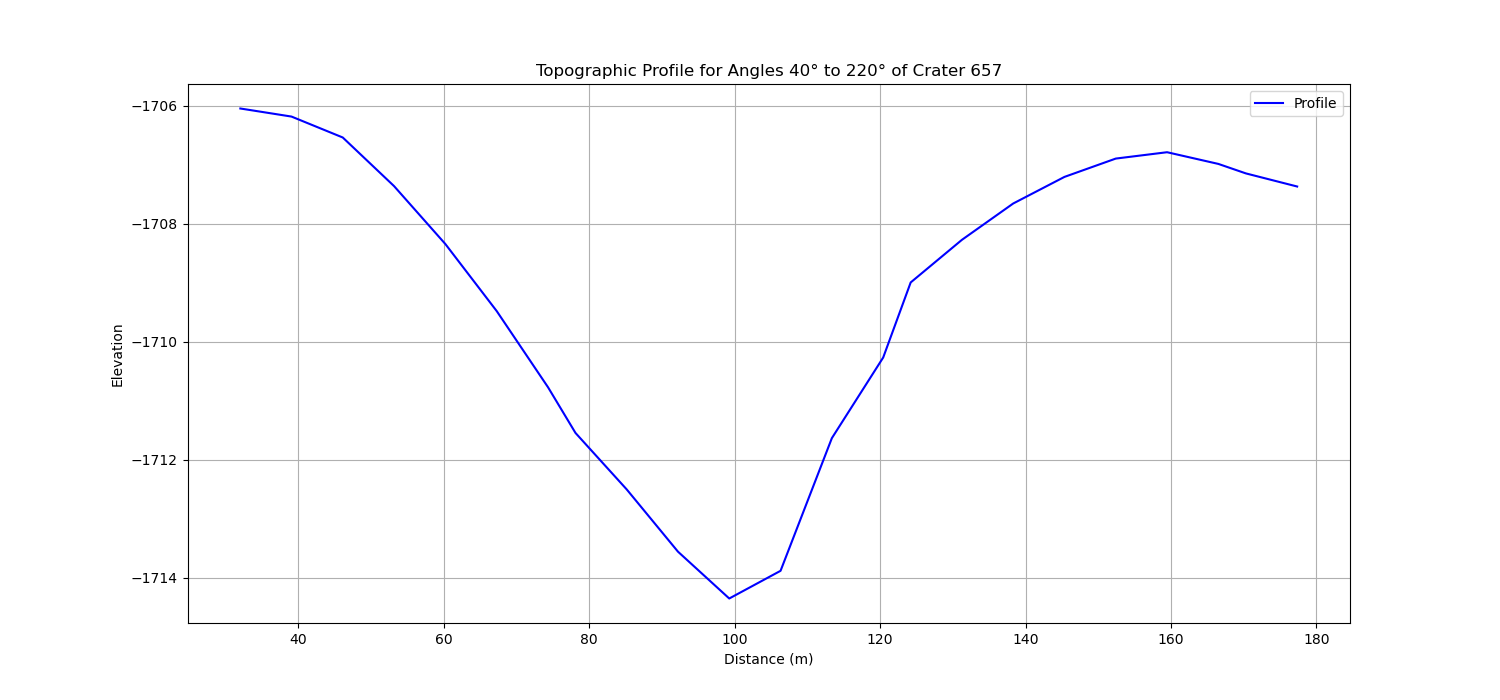 Topographic Profile for Angles 40° to 220° of Crater 657
Profile
−1706
−1708
−1710
−1712
−1714
Elevation
40 60 80 100 120 140 160 180
Distance (m)